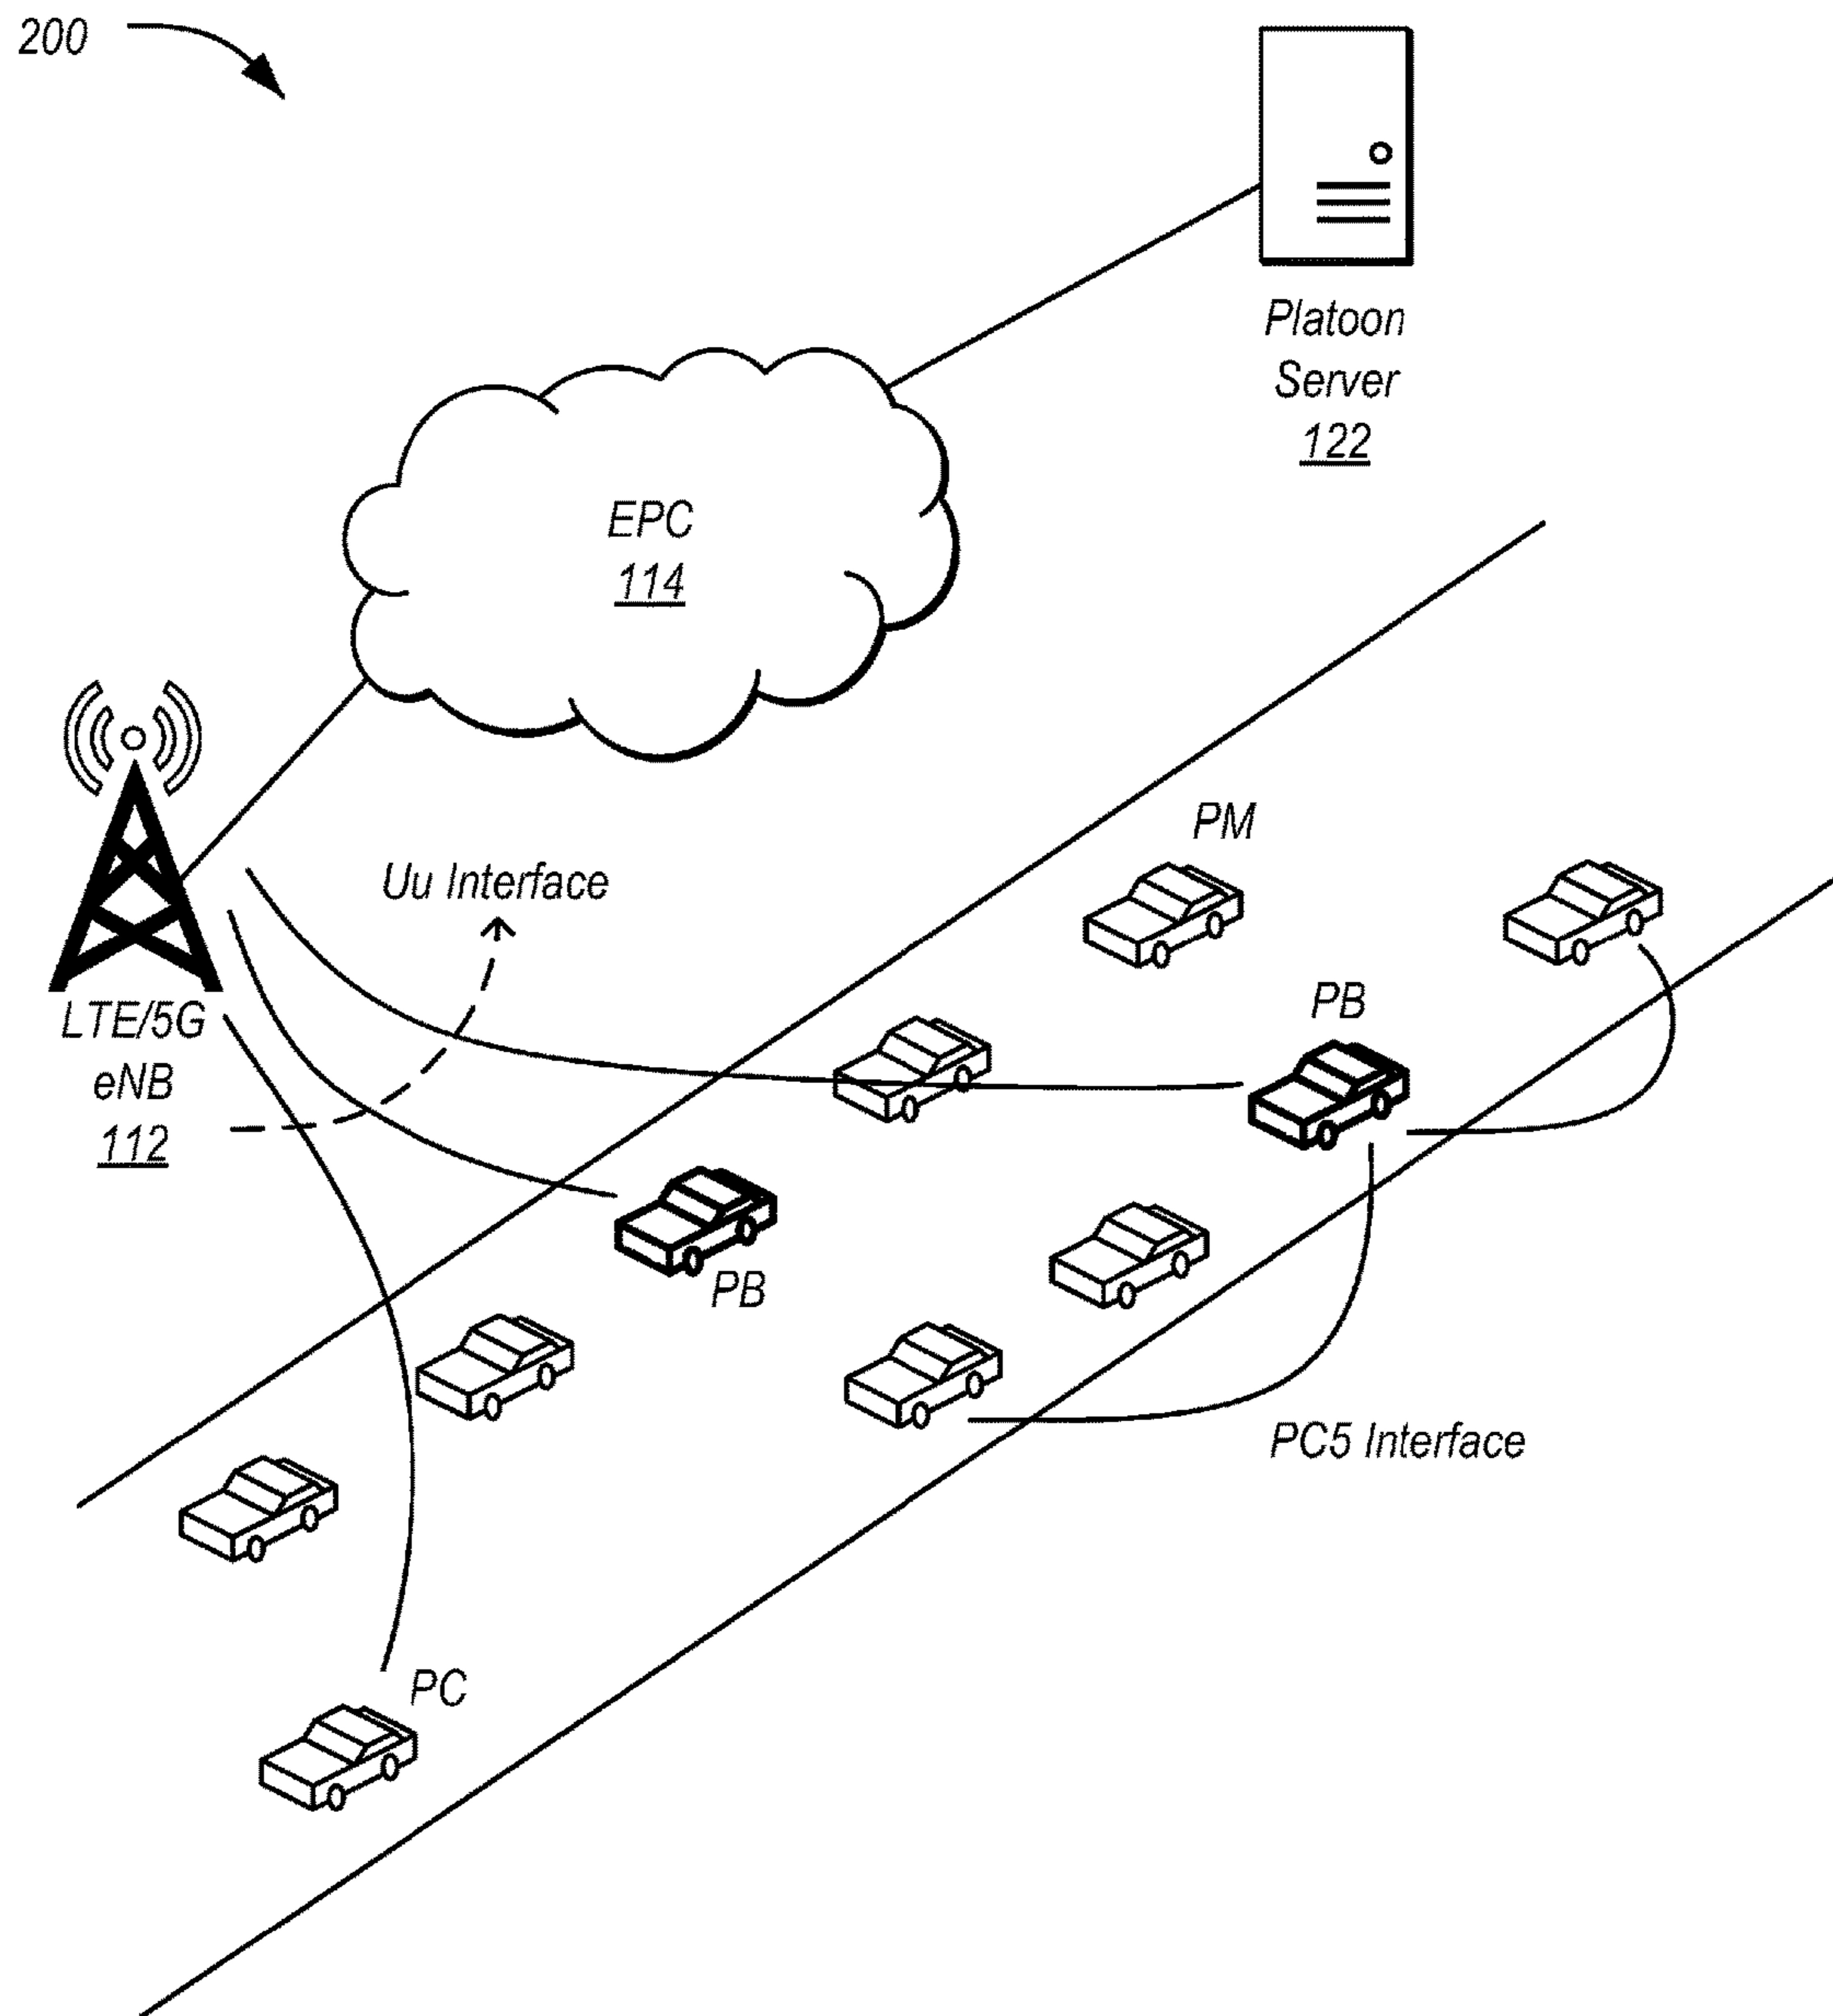 200
Platoon
Server
122
EPC
114
PM
Uu Interface
PB
LTE/5G
eNB
112
PB
PC5 Interface
PC